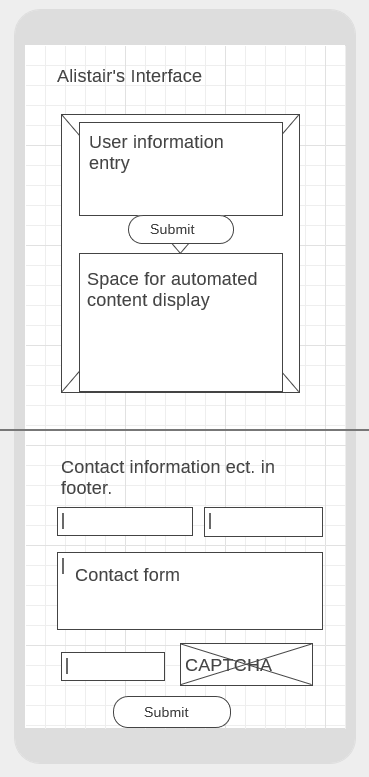 Alistair's Interface
User information
entry
Submit
Space for automated
content display
Contact information ect. in
footer.
Contact form
CAPTCHA
Submit